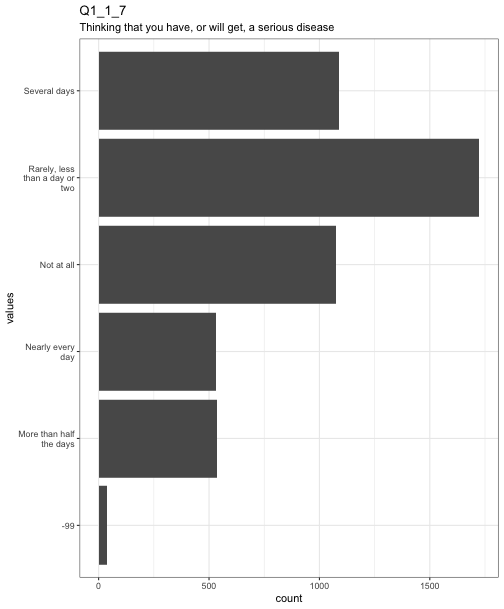 Q1_1_7
Thinking that you have, or will get, a serious disease
Several days
Rarely, less
than a day or
two
Not at all
Nearly every
day
More than half
the days
-99
values
0
500
1000
1500
count